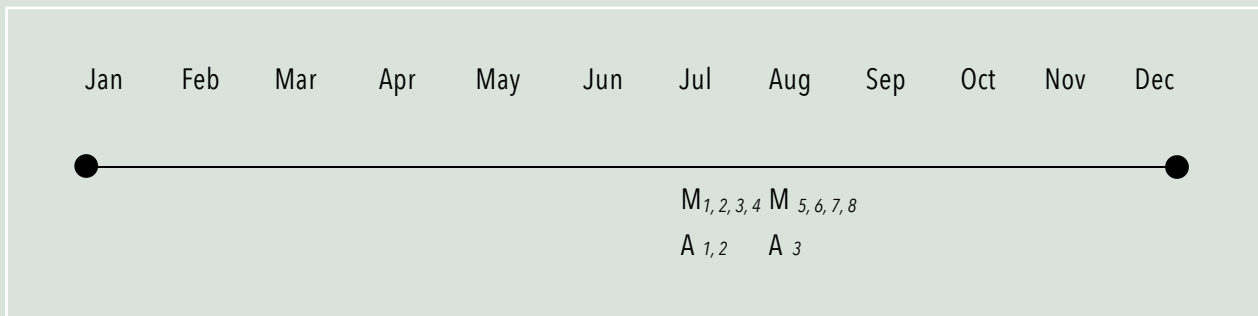 Jan Feb Mar Apr May Jun Jul Aug Sep Oct Nov Dec
M1, 2, 3, 4 M 5, 6, 7, 8
A 1, 2 A 3